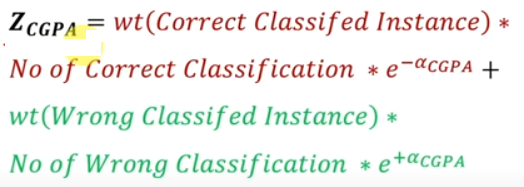 Z_CGPA = wt(Correct Classifed Instance) *
No of Correct Classification * e^{-α_CGPA} +
wt(Wrong Classifed Instance) *
No of Wrong Classification * e^{+α_CGPA}